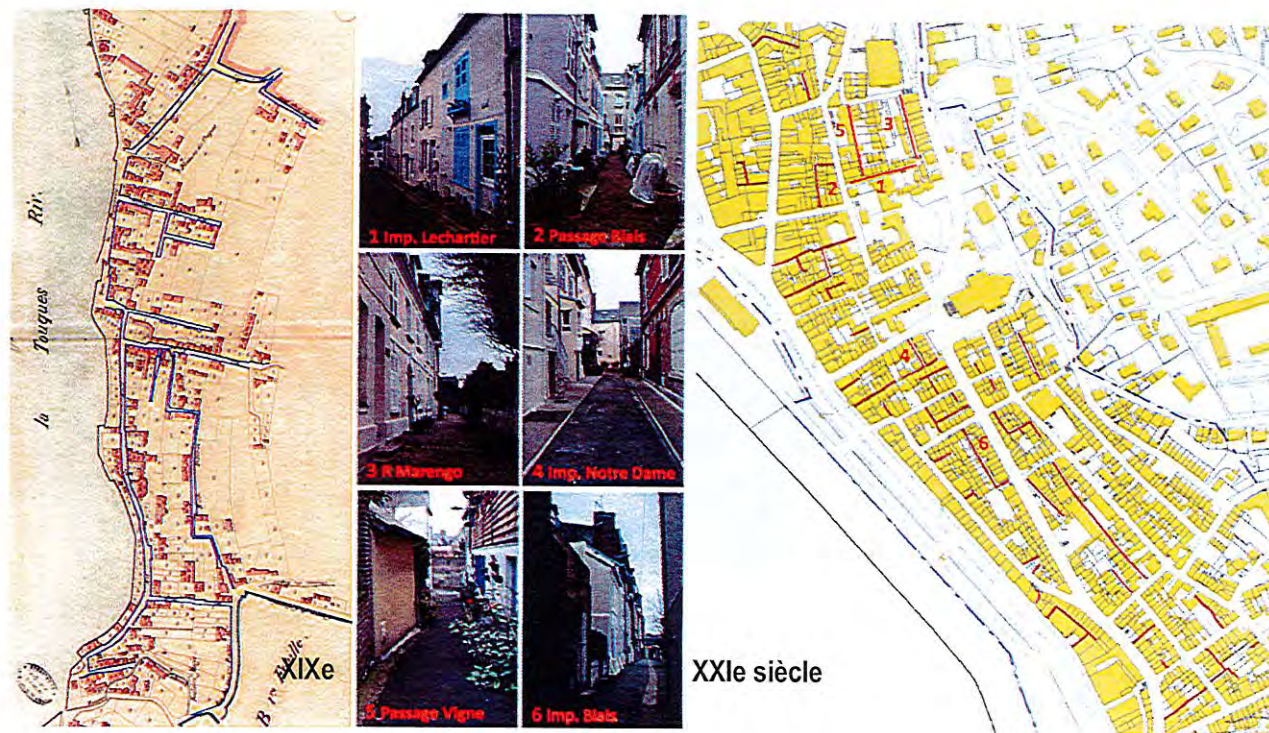 la Touques Rir.
XIXe
1 Imp. Lechartier
2 Passage Blais
3 R Marengo
4 Imp. Notre Dame
5 Passage Vigne
6 Imp. Blais
XXIe siècle
5
3
2
1
4
6